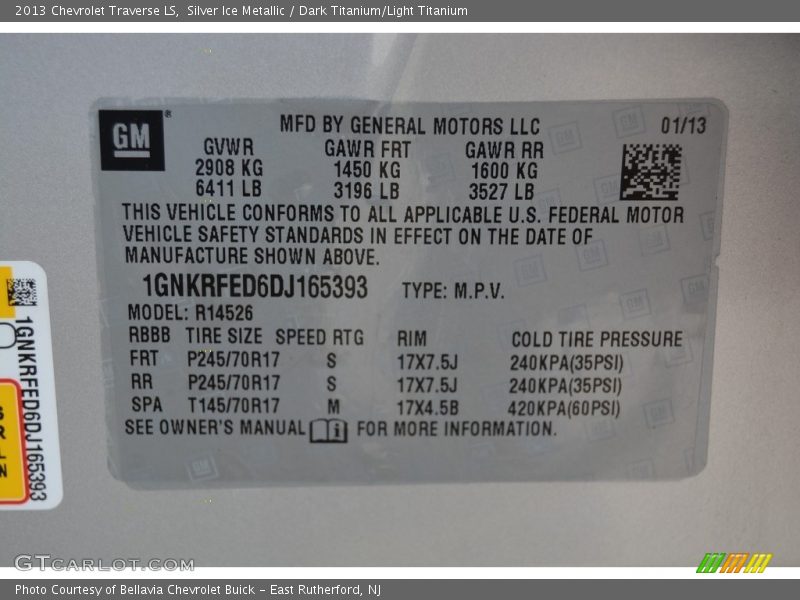 2013 Chevrolet Traverse LS, Silver Ice Metallic / Dark Titanium/Light Titanium
GM®
MFD BY GENERAL MOTORS LLC 01/13
GVWR GAWR FRT GAWR RR
2908 KG 1450 KG 1600 KG
6411 LB 3196 LB 3527 LB
THIS VEHICLE CONFORMS TO ALL APPLICABLE U.S. FEDERAL MOTOR
VEHICLE SAFETY STANDARDS IN EFFECT ON THE DATE OF
MANUFACTURE SHOWN ABOVE.
1GNKRFED6DJ165393 TYPE: M.P.V.
MODEL: R14526
RBBB TIRE SIZE SPEED RTG RIM COLD TIRE PRESSURE
FRT P245/70R17 S 17X7.5J 240KPA(35PSI)
RR P245/70R17 S 17X7.5J 240KPA(35PSI)
SPA T145/70R17 M 17X4.5B 420KPA(60PSI)
SEE OWNER'S MANUAL i FOR MORE INFORMATION.
1GNKRFED6DJ165393
GTCARLOT.COM
Photo Courtesy of Bellavia Chevrolet Buick - East Rutherford, NJ